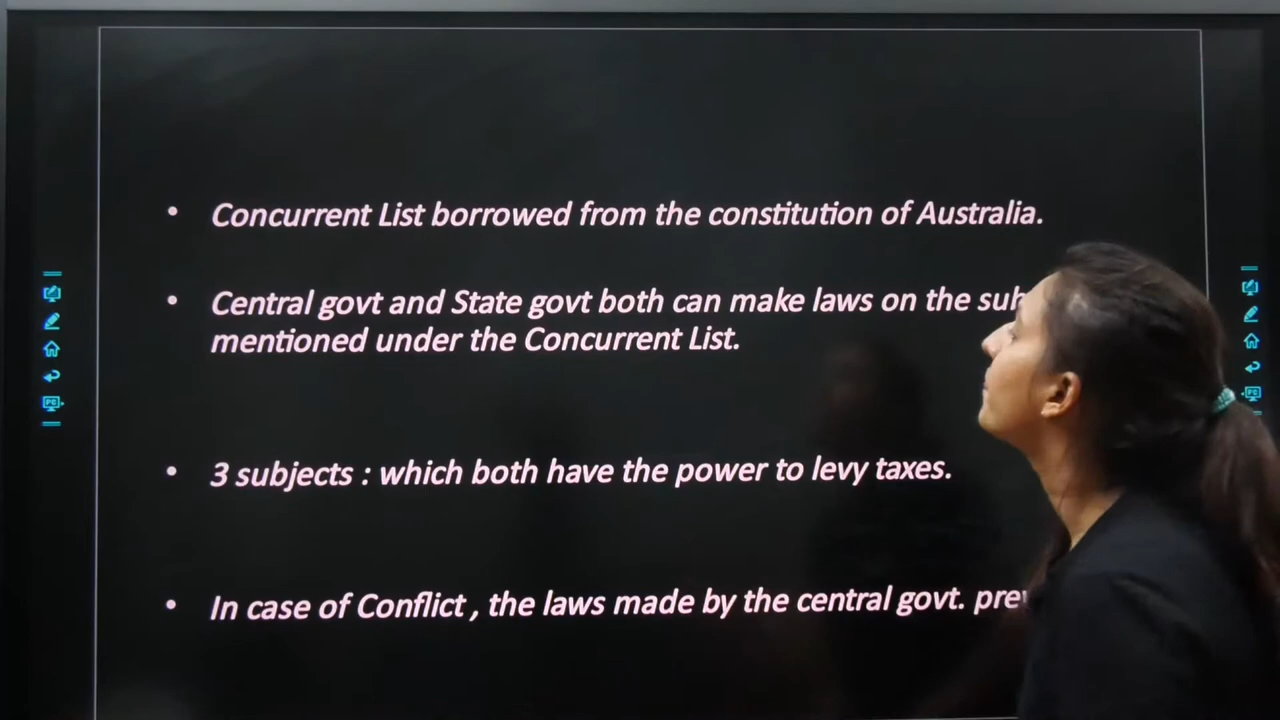 • Concurrent List borrowed from the constitution of Australia.
• Central govt and State govt both can make laws on the
mentioned under the Concurrent List.
• 3 subjects : which both have the power to levy taxes.
• In case of Conflict , the laws made by the central govt.